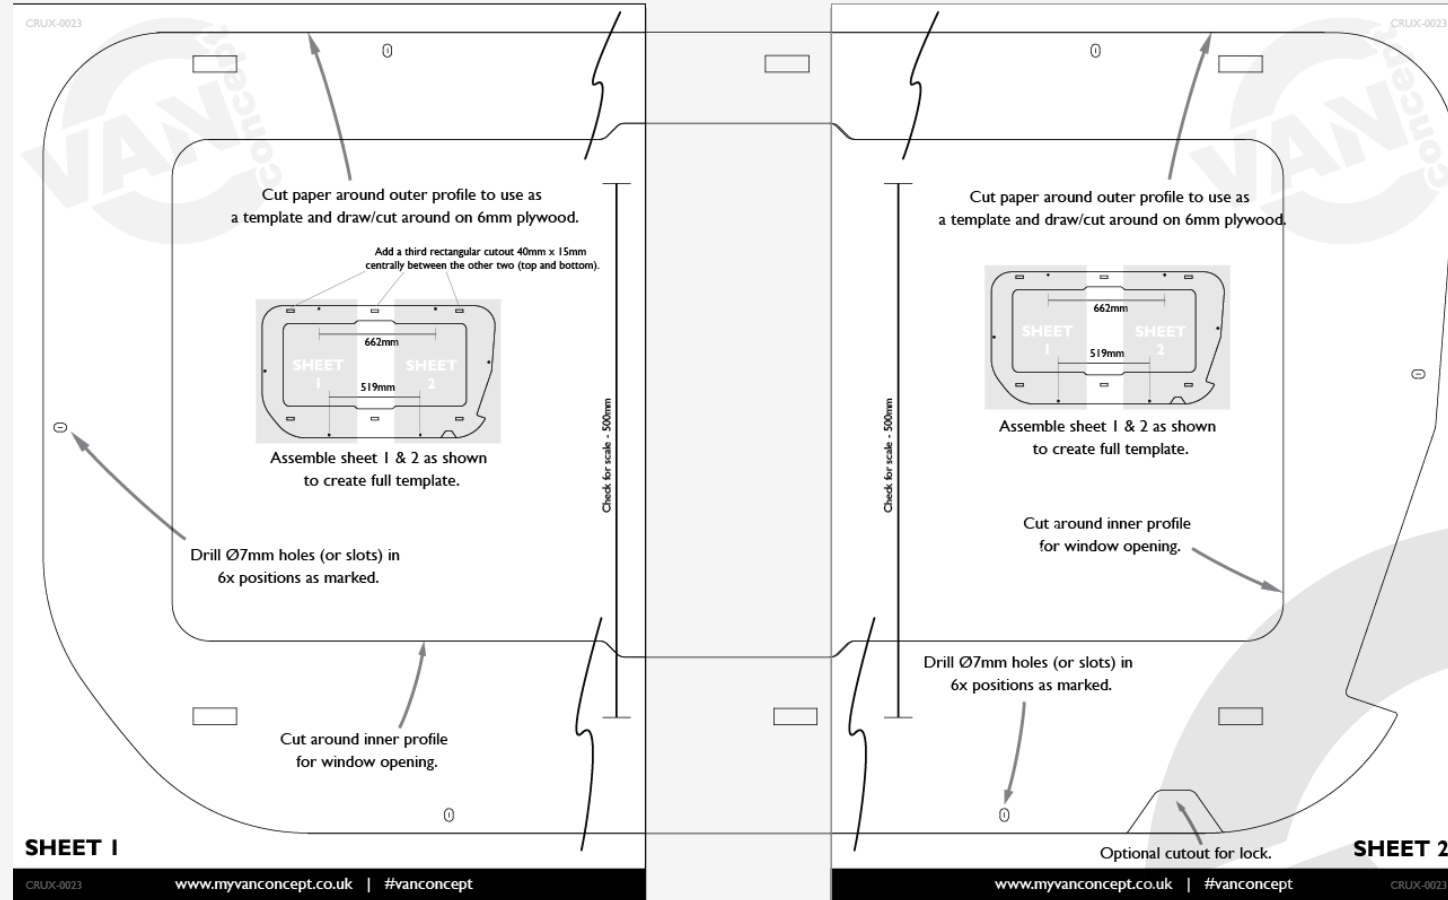 CRUX-0023
VAN
concept
Cut paper around outer profile to use as
a template and draw/cut around on 6mm plywood.
Add a third rectangular cutout 40mm x 15mm
centrally between the other two (top and bottom).
662mm
SHEET
1
SHEET
2
519mm
Assemble sheet 1 & 2 as shown
to create full template.
Check for scale - 500mm
Drill Ø7mm holes (or slots) in
6x positions as marked.
Cut around inner profile
for window opening.
SHEET 1
CRUX-0023
www.myvanconcept.co.uk | #vanconcept
CRUX-0023
VAN
concept
Cut paper around outer profile to use as
a template and draw/cut around on 6mm plywood.
662mm
SHEET
1
SHEET
2
519mm
Assemble sheet 1 & 2 as shown
to create full template.
Check for scale - 500mm
Cut around inner profile
for window opening.
Drill Ø7mm holes (or slots) in
6x positions as marked.
Optional cutout for lock.
SHEET 2
www.myvanconcept.co.uk | #vanconcept
CRUX-0023